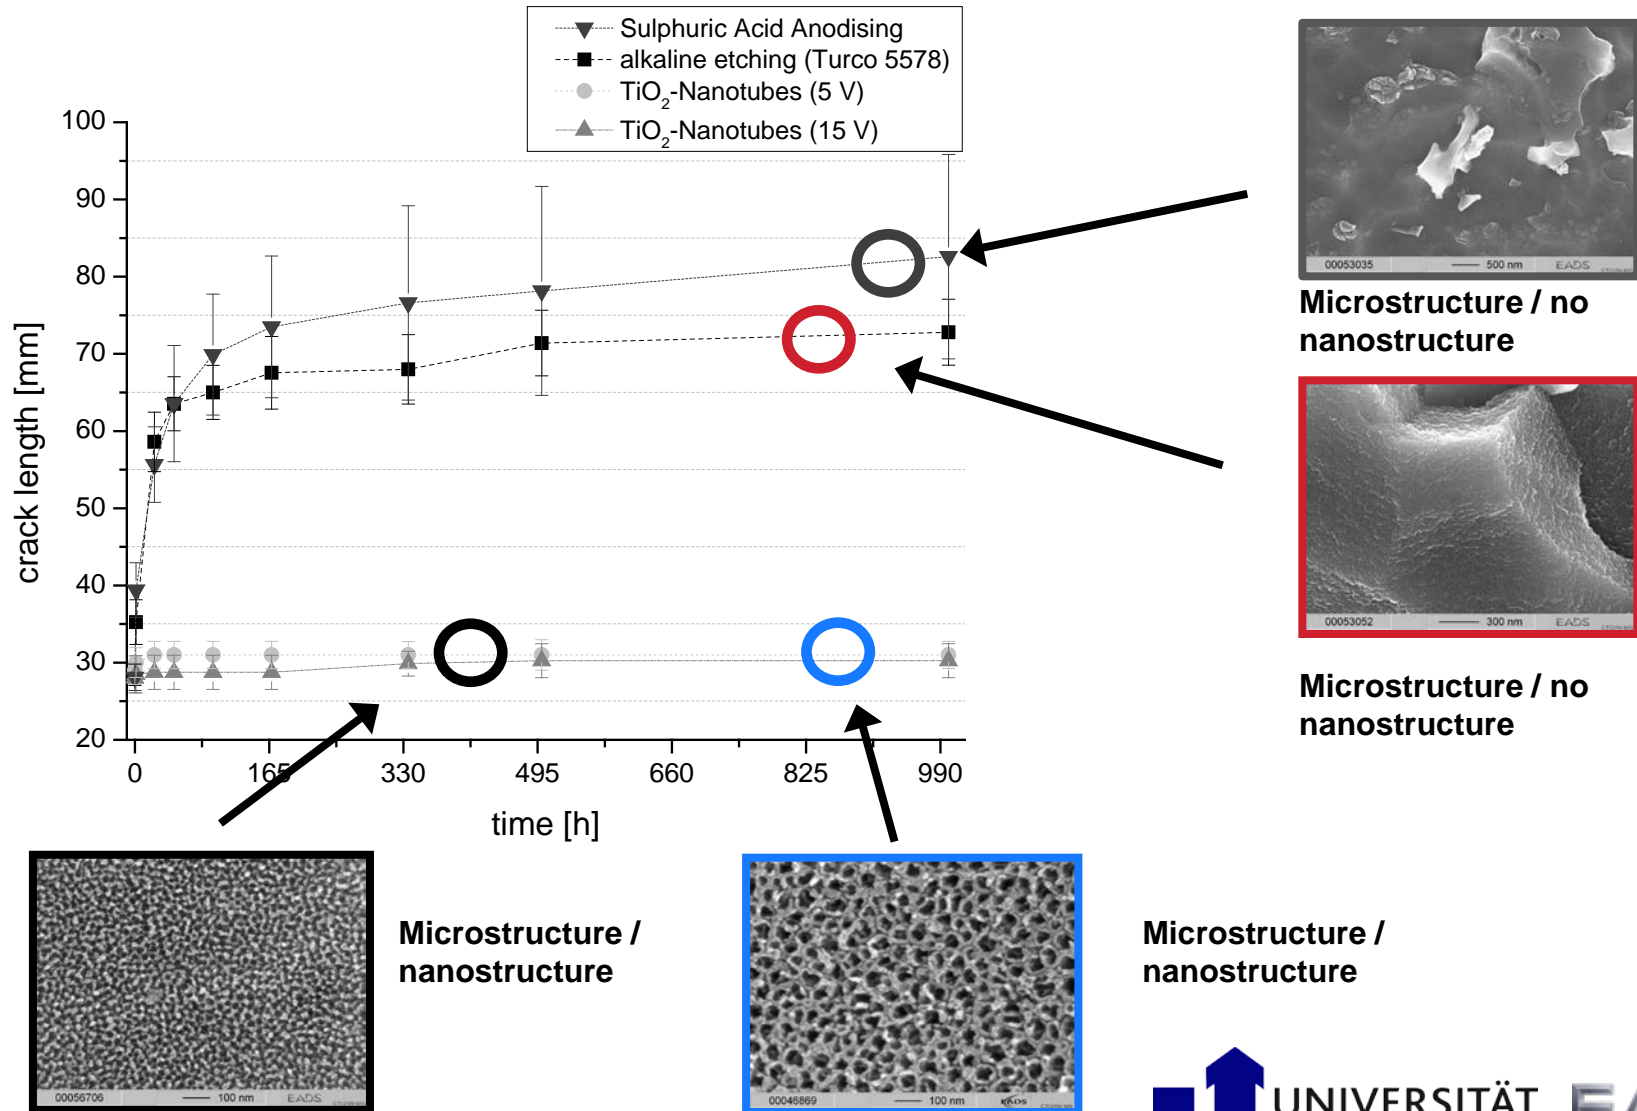 Sulphuric Acid Anodising
alkaline etching (Turco 5578)
TiO2-Nanotubes (5 V)
TiO2-Nanotubes (15 V)
100
90
80
70
60
50
40
30
20
crack length [mm]
0 165 330 495 660 825 990
time [h]
00053035 500 nm EADS
Microstructure / no
nanostructure
00053052 300 nm EADS
Microstructure / no
nanostructure
00056706 100 nm EADS
Microstructure /
nanostructure
00046869 100 nm EADS
Microstructure /
nanostructure
UNIVERSITÄT